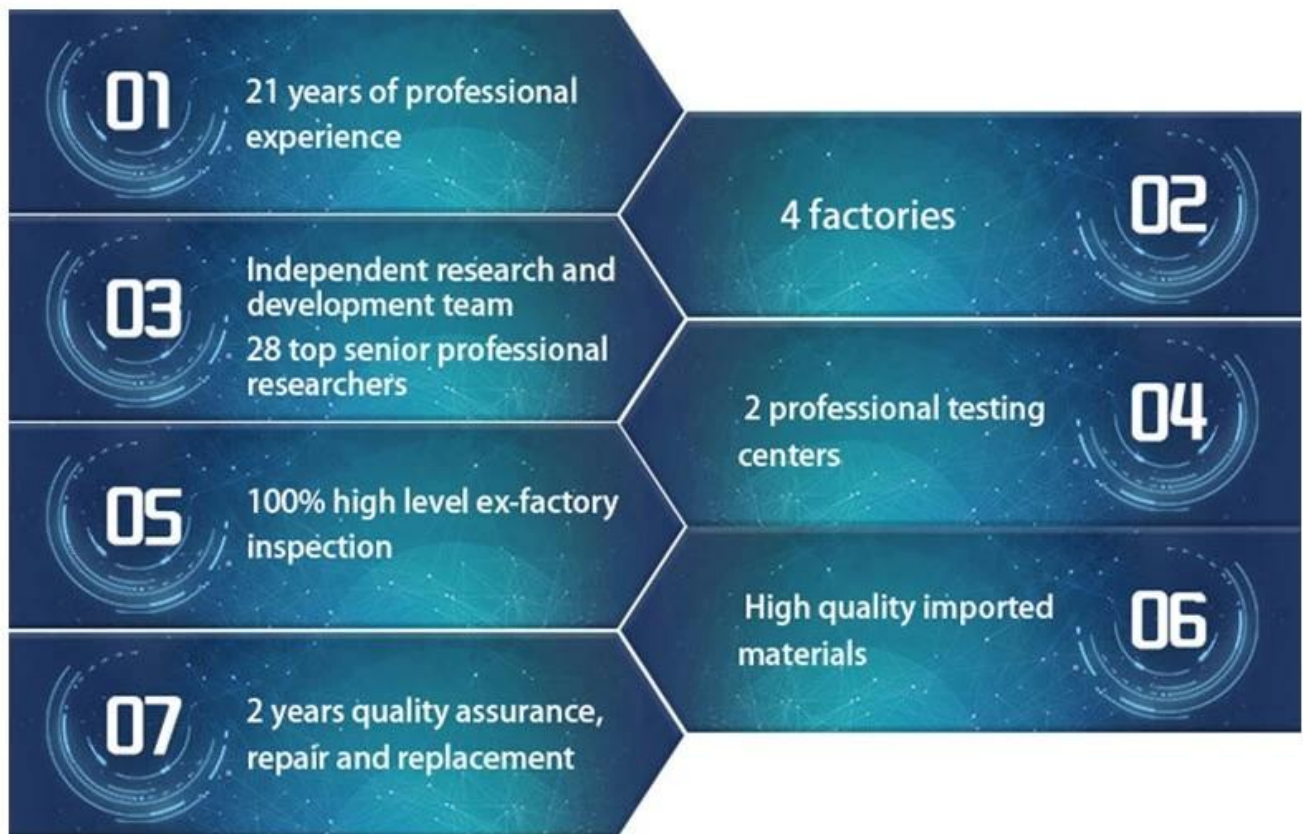 01
21 years of professional
experience
02
4 factories
03
Independent research and
development team
28 top senior professional
researchers
04
2 professional testing
centers
05
100% high level ex-factory
inspection
06
High quality imported
materials
07
2 years quality assurance,
repair and replacement